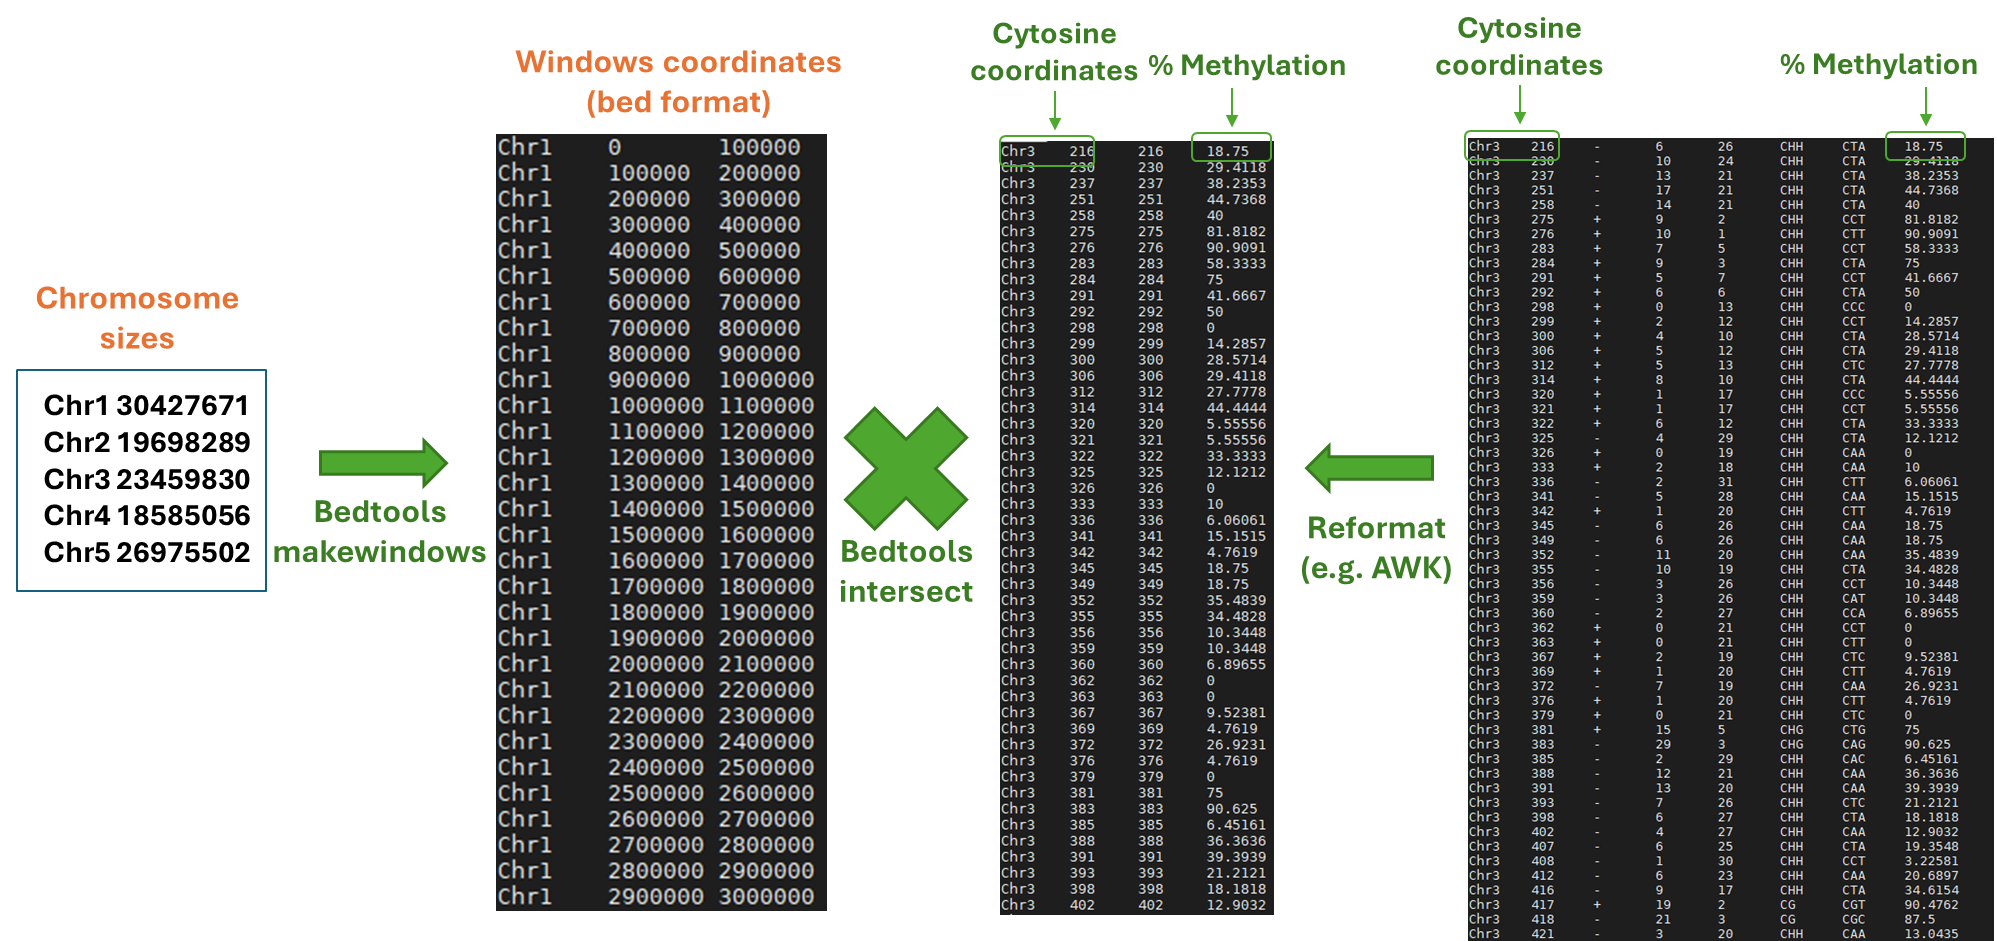 Chromosome
sizes
Chr1 30427671
Chr2 19698289
Chr3 23459830
Chr4 18585056
Chr5 26975502
Bedtools
makewindows
Windows coordinates
(bed format)
Chr1 0 100000
Chr1 100000 200000
Chr1 200000 300000
Chr1 300000 400000
Chr1 400000 500000
Chr1 500000 600000
Chr1 600000 700000
Chr1 700000 800000
Chr1 800000 900000
Chr1 900000 1000000
Chr1 1000000 1100000
Chr1 1100000 1200000
Chr1 1200000 1300000
Chr1 1300000 1400000
Chr1 1400000 1500000
Chr1 1500000 1600000
Chr1 1600000 1700000
Chr1 1700000 1800000
Chr1 1800000 1900000
Chr1 1900000 2000000
Chr1 2000000 2100000
Chr1 2100000 2200000
Chr1 2200000 2300000
Chr1 2300000 2400000
Chr1 2400000 2500000
Chr1 2500000 2600000
Chr1 2600000 2700000
Chr1 2700000 2800000
Chr1 2800000 2900000
Chr1 2900000 3000000
Bedtools
intersect
Cytosine
coordinates
% Methylation
Chr3 216 216 18.75
Chr3 230 230 29.4118
Chr3 237 237 38.2353
Chr3 251 251 44.7368
Chr3 258 258 40
Chr3 275 275 81.8182
Chr3 276 276 90.9091
Chr3 283 283 58.3333
Chr3 284 284 75
Chr3 291 291 41.6667
Chr3 292 292 50
Chr3 298 298 0
Chr3 299 299 14.2857
Chr3 300 300 28.5714
Chr3 306 306 29.4118
Chr3 312 312 27.7778
Chr3 314 314 44.4444
Chr3 320 320 5.55556
Chr3 321 321 5.55556
Chr3 322 322 33.3333
Chr3 325 325 12.1212
Chr3 326 326 0
Chr3 333 333 10
Chr3 336 336 6.06061
Chr3 341 341 15.1515
Chr3 342 342 4.7619
Chr3 345 345 18.75
Chr3 349 349 18.75
Chr3 352 352 35.4839
Chr3 355 355 34.4828
Chr3 356 356 10.3448
Chr3 359 359 10.3448
Chr3 360 360 6.89655
Chr3 362 362 0
Chr3 363 363 0
Chr3 367 367 9.52381
Chr3 369 369 4.7619
Chr3 372 372 26.9231
Chr3 376 376 4.7619
Chr3 379 379 0
Chr3 381 381 75
Chr3 383 383 90.625
Chr3 385 385 6.45161
Chr3 388 388 36.3636
Chr3 391 391 39.3939
Chr3 393 393 21.2121
Chr3 398 398 18.1818
Chr3 402 402 12.9032
Reformat
(e.g. AWK)
Cytosine
coordinates
% Methylation
Chr3 216 - 6 26 CHH CTA 18.75
Chr3 230 - 10 24 CHH CTA 29.4118
Chr3 237 - 13 21 CHH CTA 38.2353
Chr3 251 - 17 21 CHH CTA 44.7368
Chr3 258 - 14 21 CHH CTA 40
Chr3 275 + 9 2 CHH CCT 81.8182
Chr3 276 + 10 1 CHH CTT 90.9091
Chr3 283 + 7 5 CHH CCT 58.3333
Chr3 284 + 9 3 CHH CTA 75
Chr3 291 + 5 7 CHH CCT 41.6667
Chr3 292 + 6 6 CHH CTA 50
Chr3 298 + 0 13 CHH CCC 0
Chr3 299 + 2 12 CHH CCT 14.2857
Chr3 300 + 4 10 CHH CTA 28.5714
Chr3 306 + 5 12 CHH CTA 29.4118
Chr3 312 + 5 13 CHH CTC 27.7778
Chr3 314 + 8 10 CHH CTA 44.4444
Chr3 320 + 1 17 CHH CCC 5.55556
Chr3 321 + 1 17 CHH CCT 5.55556
Chr3 322 + 6 12 CHH CTA 33.3333
Chr3 325 - 4 29 CHH CTA 12.1212
Chr3 326 + 0 19 CHH CAA 0
Chr3 333 + 2 18 CHH CAA 10
Chr3 336 - 2 31 CHH CTT 6.06061
Chr3 341 - 5 28 CHH CAA 15.1515
Chr3 342 + 1 20 CHH CTT 4.7619
Chr3 345 - 6 26 CHH CAA 18.75
Chr3 349 - 6 26 CHH CAA 18.75
Chr3 352 - 11 20 CHH CAA 35.4839
Chr3 355 - 10 19 CHH CTA 34.4828
Chr3 356 - 3 26 CHH CCT 10.3448
Chr3 359 - 3 26 CHH CAT 10.3448
Chr3 360 - 2 27 CHH CCA 6.89655
Chr3 362 + 0 21 CHH CCT 0
Chr3 363 + 0 21 CHH CTT 0
Chr3 367 + 2 19 CHH CTC 9.52381
Chr3 369 + 1 20 CHH CTT 4.7619
Chr3 372 - 7 19 CHH CAA 26.9231
Chr3 376 + 1 20 CHH CTT 4.7619
Chr3 379 + 0 21 CHH CTC 0
Chr3 381 + 15 5 CHG CTG 75
Chr3 383 - 29 3 CHG CAG 90.625
Chr3 385 - 2 29 CHH CAC 6.45161
Chr3 388 - 12 21 CHH CAA 36.3636
Chr3 391 - 13 20 CHH CAA 39.3939
Chr3 393 - 7 26 CHH CTC 21.2121
Chr3 398 - 6 27 CHH CTA 18.1818
Chr3 402 - 4 27 CHH CAA 12.9032
Chr3 407 - 6 25 CHH CTA 19.3548
Chr3 408 - 1 30 CHH CCT 3.22581
Chr3 412 - 6 23 CHH CAA 20.6897
Chr3 416 - 9 17 CHH CTA 34.6154
Chr3 417 + 19 2 CG CGT 90.4762
Chr3 418 - 21 3 CG CGC 87.5
Chr3 421 - 3 20 CHH CAA 13.0435